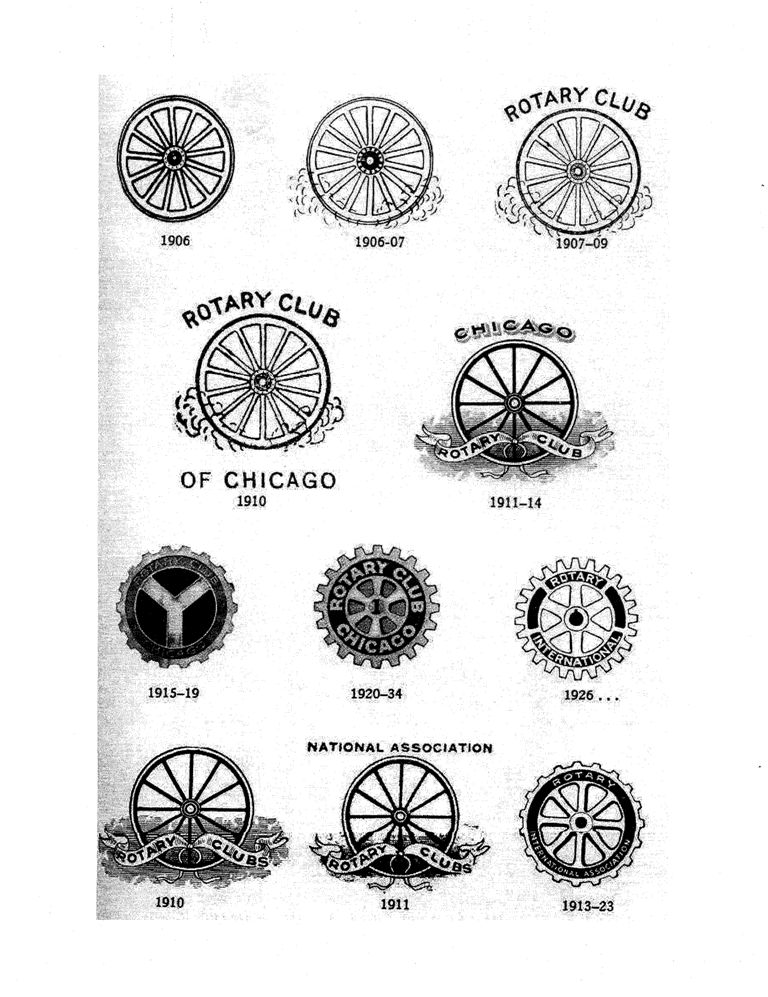 ROTARY CLUB
1906
1906-07
1907-09
ROTARY CLUB
CHICAGO
ROTARY CLUB
OF CHICAGO
1910
1911-14
ROTARY CLUB
CHICAGO
ROTARY CLUB
CHICAGO
1
ROTARY
INTERNATIONAL
1915-19
1920-34
1926 ...
ROTARY CLUBS
NATIONAL ASSOCIATION
ROTARY CLUBS
ROTARY
INTERNATIONAL ASSOCIATION
1910
1911
1913-23